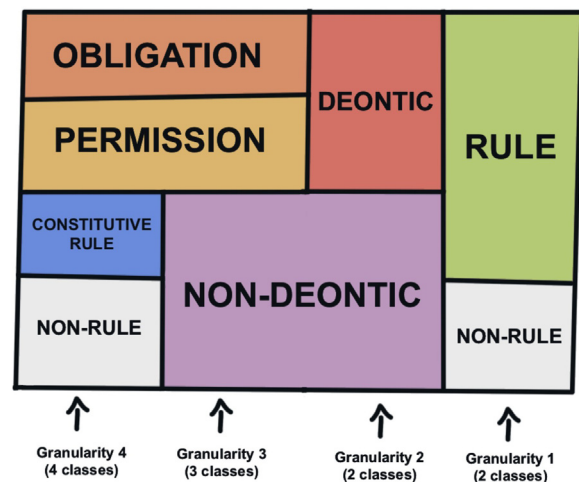 OBLIGATION
DEONTIC
RULE
PERMISSION
CONSTITUTIVE
RULE
NON-DEONTIC
NON-RULE
NON-RULE
Granularity 4
(4 classes)
Granularity 3
(3 classes)
Granularity 2
(2 classes)
Granularity 1
(2 classes)